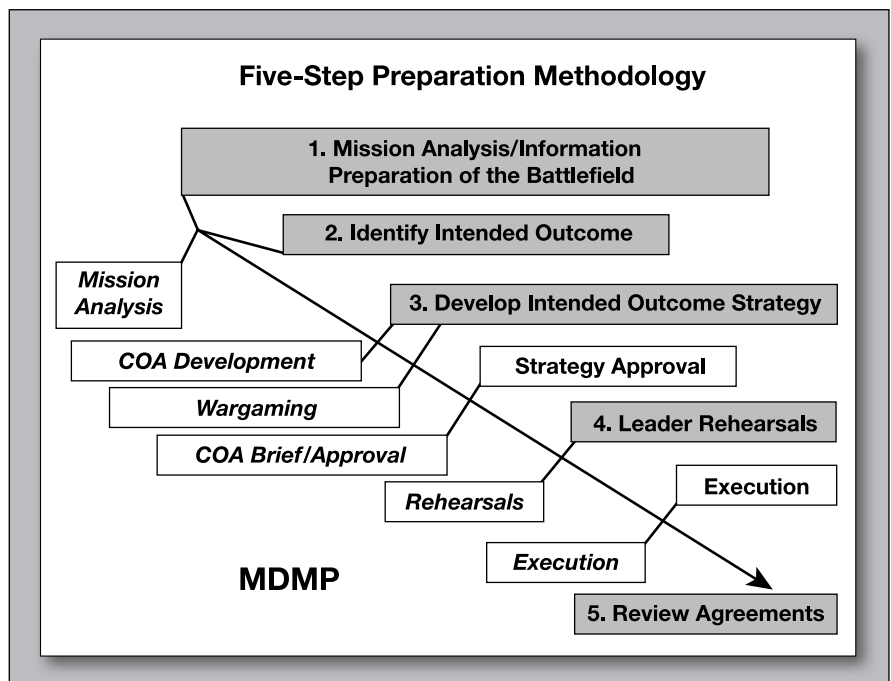 Five-Step Preparation Methodology
1. Mission Analysis/Information
Preparation of the Battlefield
2. Identify Intended Outcome
Mission
Analysis
3. Develop Intended Outcome Strategy
COA Development
Strategy Approval
Wargaming
4. Leader Rehearsals
COA Brief/Approval
Execution
Rehearsals
Execution
MDMP
5. Review Agreements